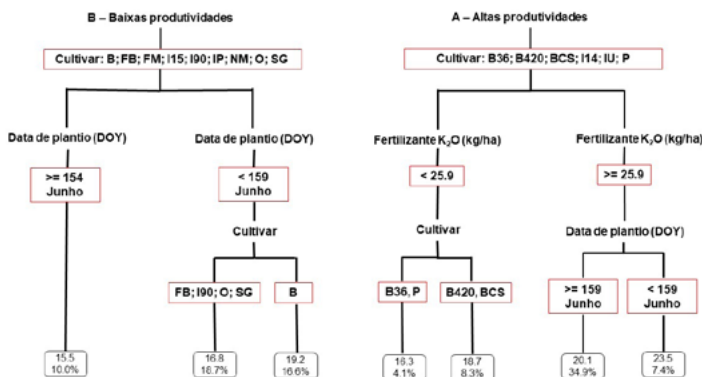 B – Baixas produtividades
Cultivar: B; FB; FM; I15; I90; IP; NM; O; SG
Data de plantio (DOY)
Data de plantio (DOY)
>= 154
Junho
< 159
Junho
Cultivar
FB; I90; O; SG
B
15.5
10.0%
16.8
18.7%
19.2
16.6%
A – Altas produtividades
Cultivar: B36; B420; BCS; I14; IU; P
Fertilizante K₂O (kg/ha)
Fertilizante K₂O (kg/ha)
< 25.9
>= 25.9
Cultivar
Data de plantio (DOY)
B36, P
B420, BCS
>= 159
Junho
< 159
Junho
16.3
4.1%
18.7
8.3%
20.1
34.9%
23.5
7.4%